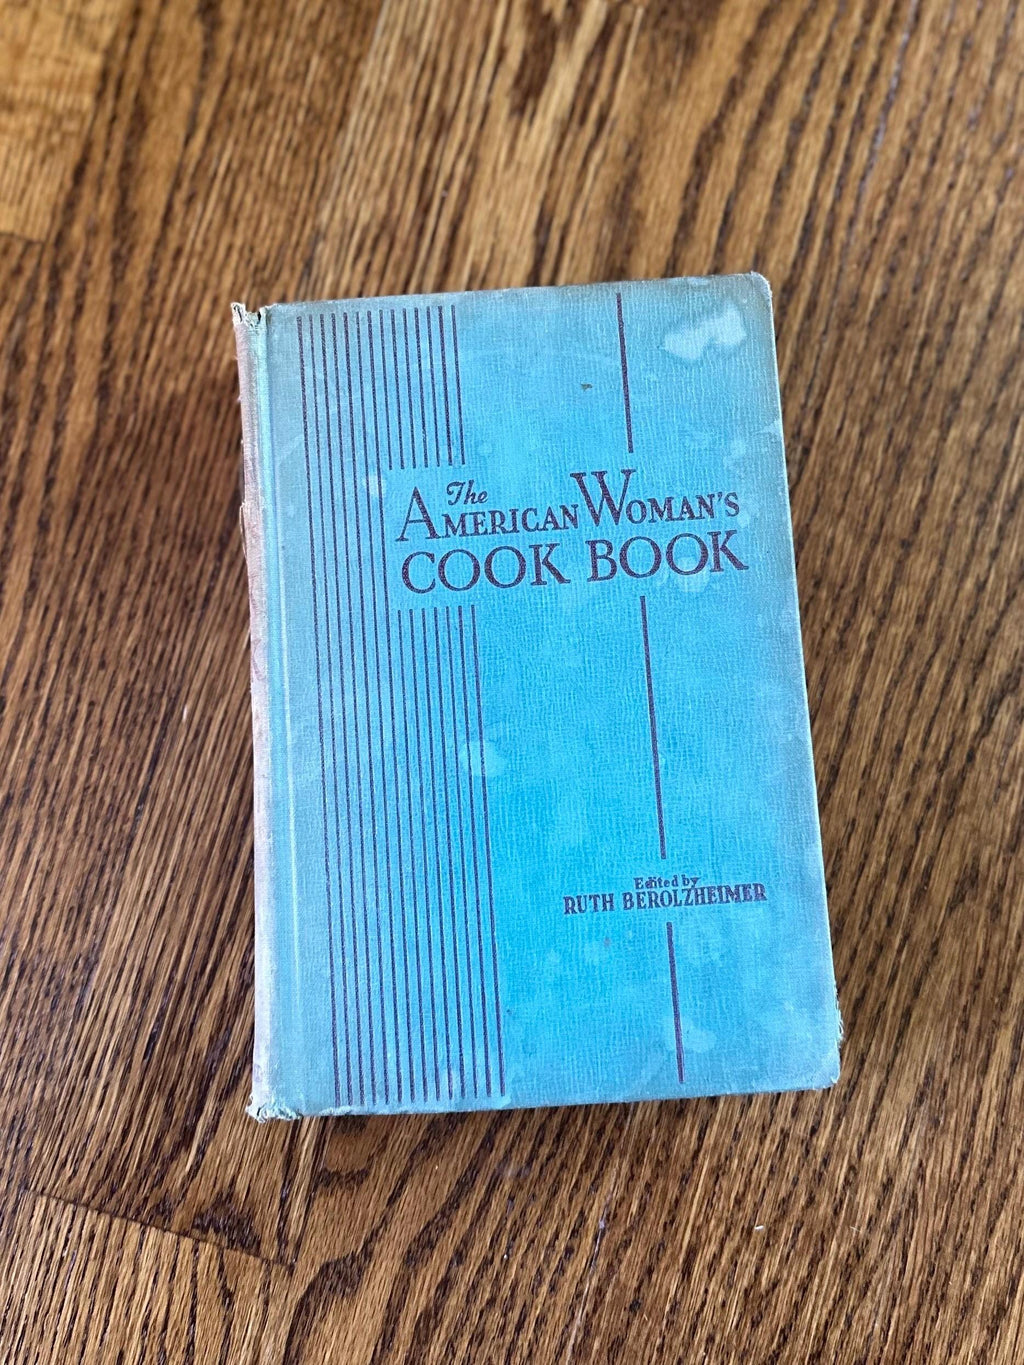 The
AMERICAN WOMAN'S
COOK BOOK
Edited by
RUTH BEROLZHEIMER